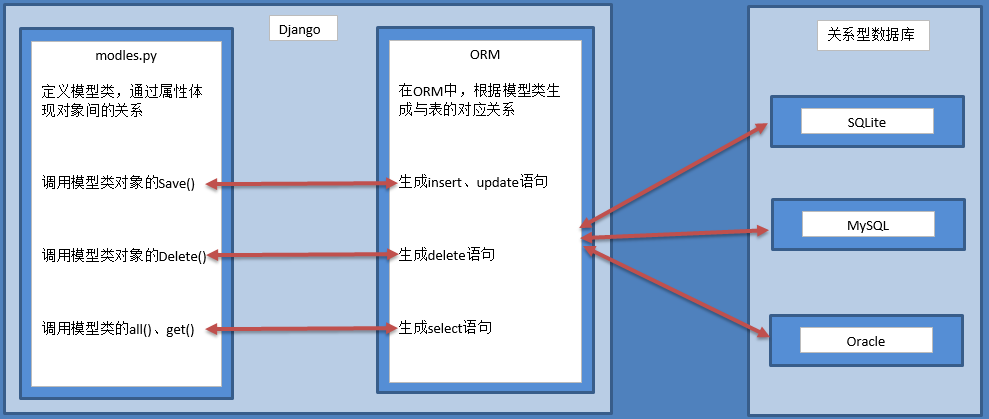 Django
modles.py
定义模型类，通过属性体
现对象间的关系
调用模型类对象的Save()
调用模型类对象的Delete()
调用模型类的all()、get()
ORM
在ORM中，根据模型类生
成与表的对应关系
生成insert、update语句
生成delete语句
生成select语句
关系型数据库
SQLite
MySQL
Oracle